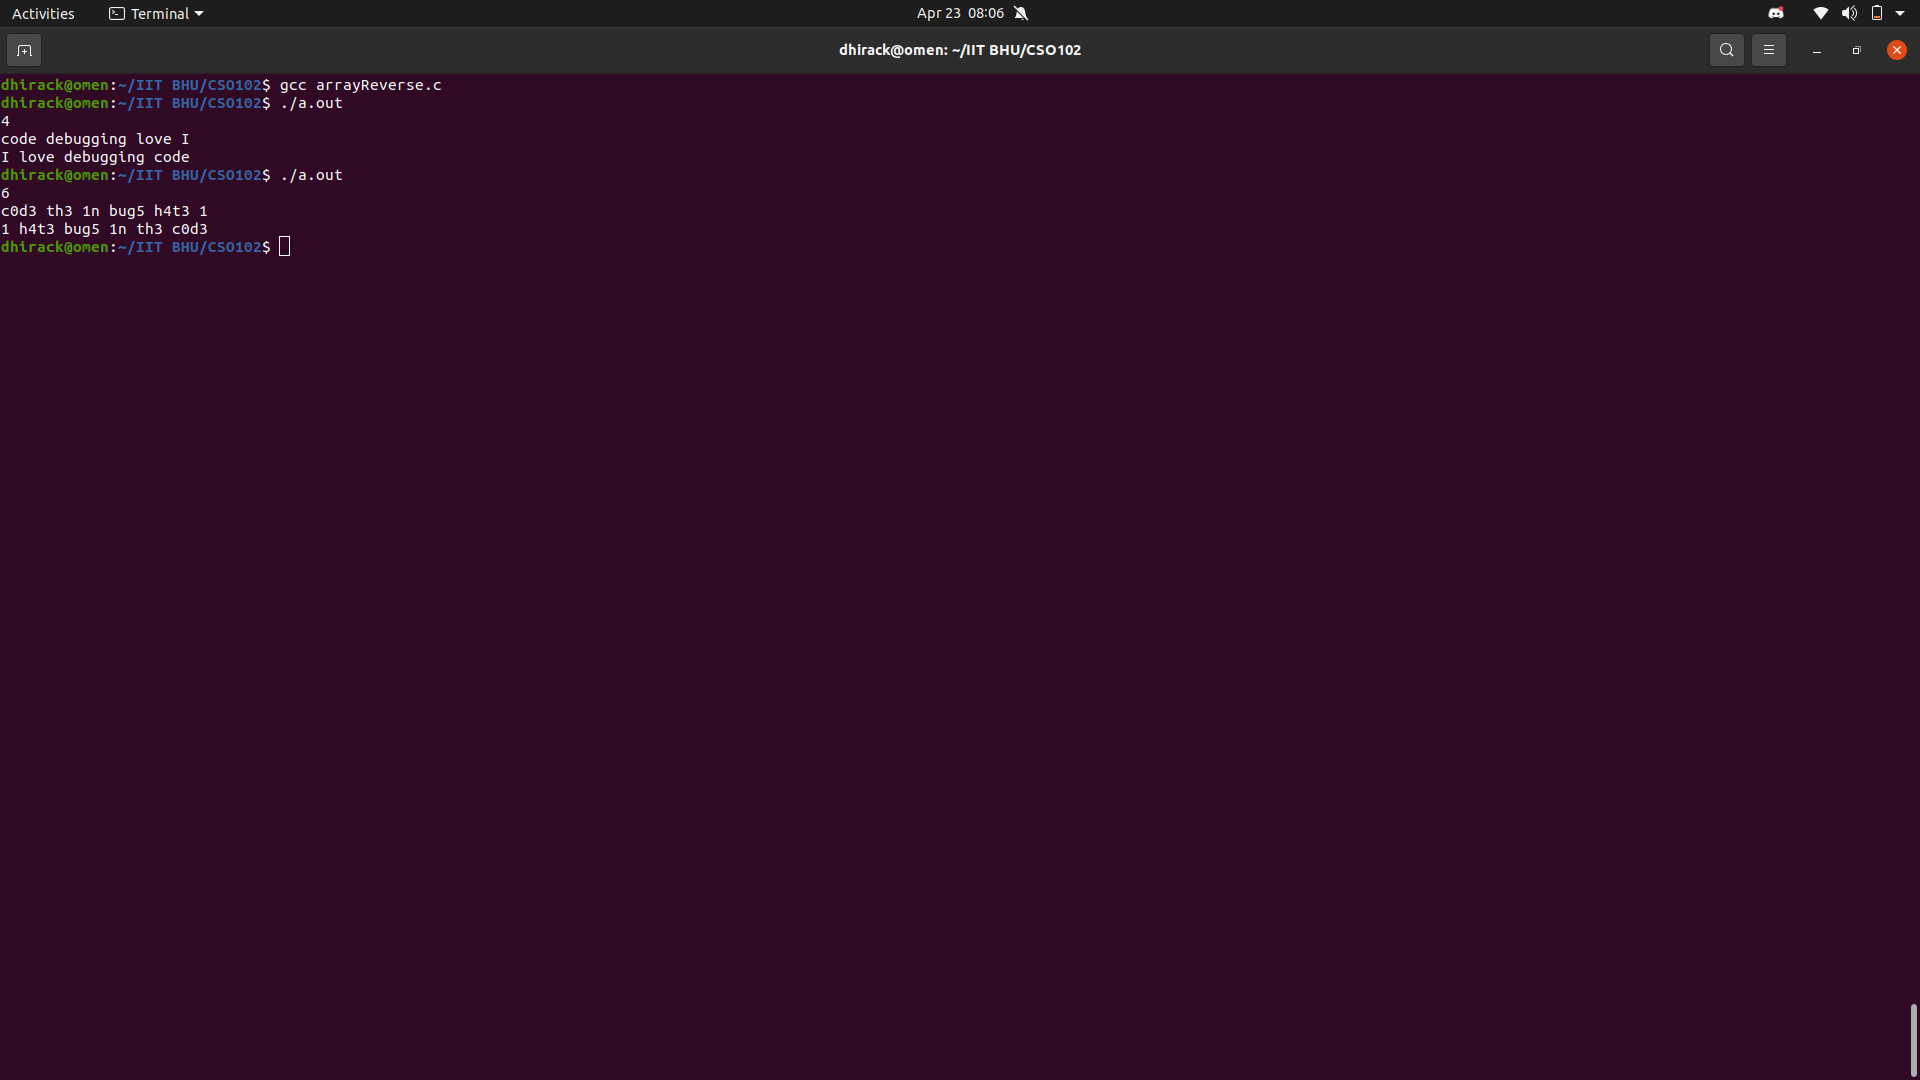 Activities Terminal Apr 23 08:06
dhirack@omen: ~/IIT BHU/CSO102
dhirack@omen:~/IIT BHU/CSO102$ gcc arrayReverse.c
dhirack@omen:~/IIT BHU/CSO102$ ./a.out
4
code debugging love I
I love debugging code
dhirack@omen:~/IIT BHU/CSO102$ ./a.out
6
c0d3 th3 1n bug5 h4t3 1
1 h4t3 bug5 1n th3 c0d3
dhirack@omen:~/IIT BHU/CSO102$